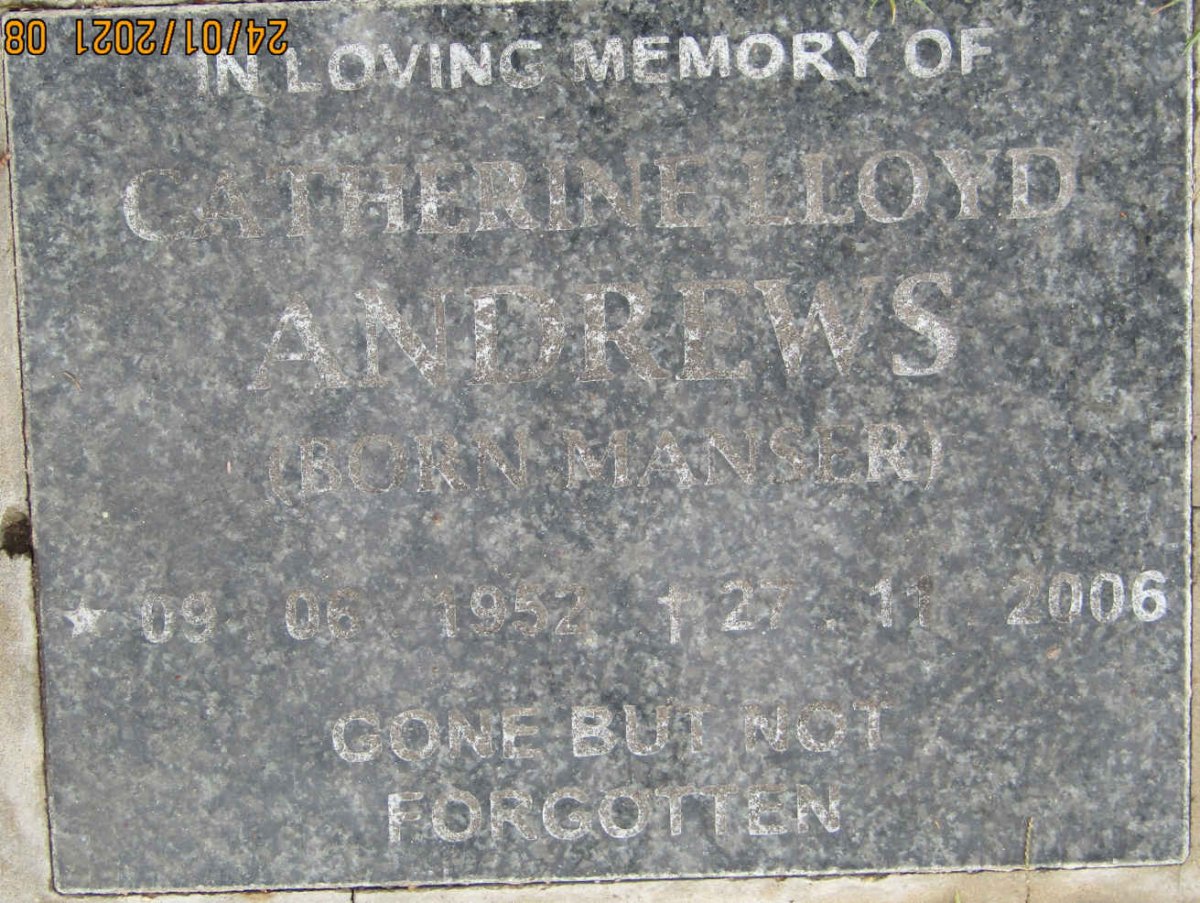 24/01/2021 08
IN LOVING MEMORY OF
CATHERINE LLOYD
ANDREWS
(BORN MANSER)
★ 09 . 06 . 1952 † 27 . 11 . 2006
GONE BUT NOT
FORGOTTEN